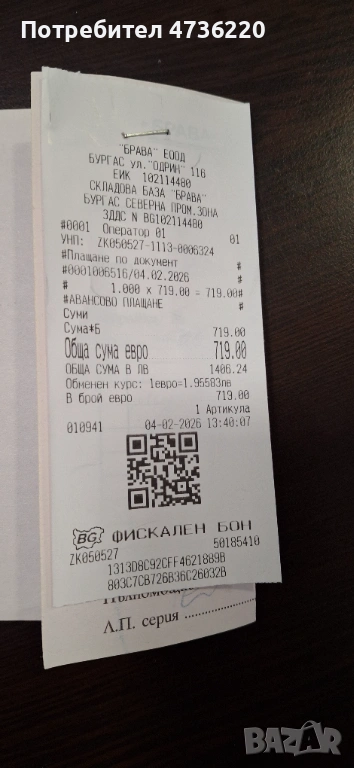 Потребител 4736220
"БРАВА" ЕООД
БУРГАС УЛ."ОДРИН" 116
ЕИК 102114480
СКЛАДОВА БАЗА "БРАВА"
БУРГАС СЕВЕРНА ПРОМ.ЗОНА
ЗДДС N BG102114480
#0001 Оператор 01 01
УНП: ZK050527-1113-0006324
#Плащане по документ #
#0001006516/04.02.2026 #
# 1.000 x 719.00 = 719.00#
#АВАНСОВО ПЛАЩАНЕ #
Суми
Сума*Б 719.00
Обща сума евро 719.00
ОБЩА СУМА В ЛВ 1406.24
Обменен курс: 1евро=1.95583лв
В брой евро 719.00
1 Артикула
010941 04-02-2026 13:40:07
BG ФИСКАЛЕН БОН
ZK050527 50185410
1313D8C92CFF4621889B
803C7CB726B36C26032B
Л.П. серия
BAZAR